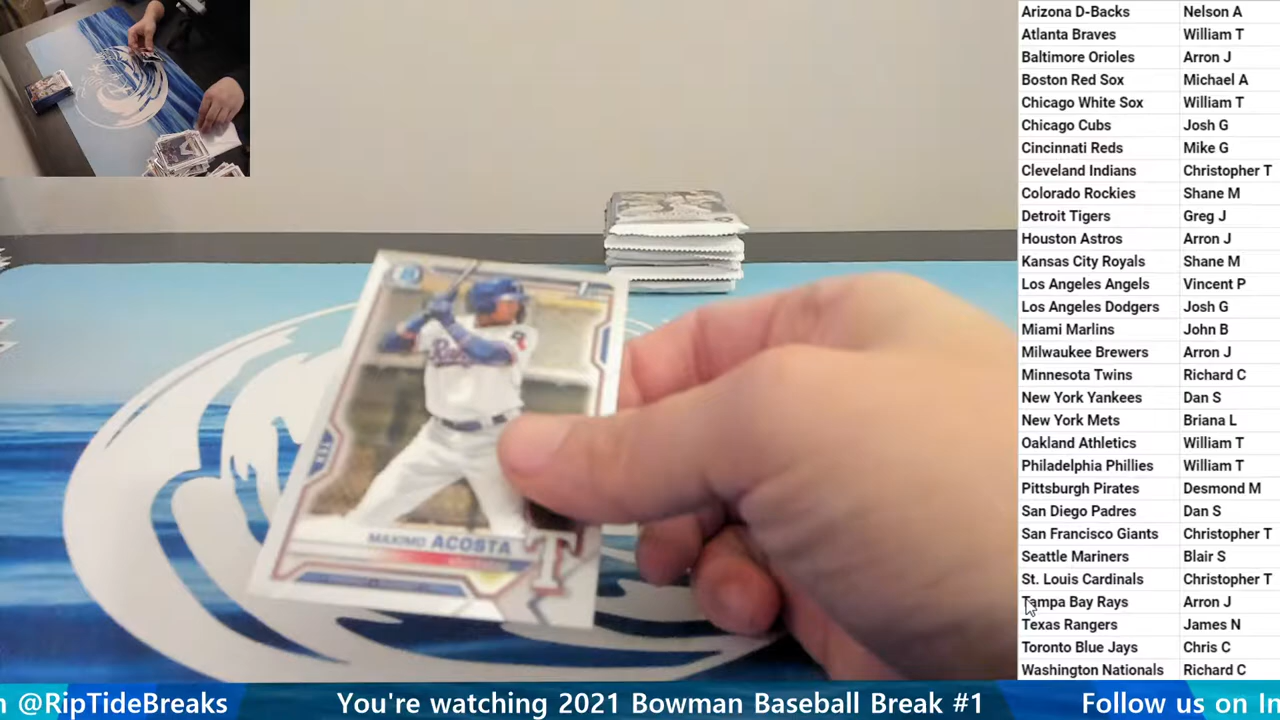 MAXIMO ACOSTA
T
Arizona D-Backs Nelson A
Atlanta Braves William T
Baltimore Orioles Arron J
Boston Red Sox Michael A
Chicago White Sox William T
Chicago Cubs Josh G
Cincinnati Reds Mike G
Cleveland Indians Christopher T
Colorado Rockies Shane M
Detroit Tigers Greg J
Houston Astros Arron J
Kansas City Royals Shane M
Los Angeles Angels Vincent P
Los Angeles Dodgers Josh G
Miami Marlins John B
Milwaukee Brewers Arron J
Minnesota Twins Richard C
New York Yankees Dan S
New York Mets Briana L
Oakland Athletics William T
Philadelphia Phillies William T
Pittsburgh Pirates Desmond M
San Diego Padres Dan S
San Francisco Giants Christopher T
Seattle Mariners Blair S
St. Louis Cardinals Christopher T
Tampa Bay Rays Arron J
Texas Rangers James N
Toronto Blue Jays Chris C
Washington Nationals Richard C
n @RipTideBreaks You're watching 2021 Bowman Baseball Break #1 Follow us on In